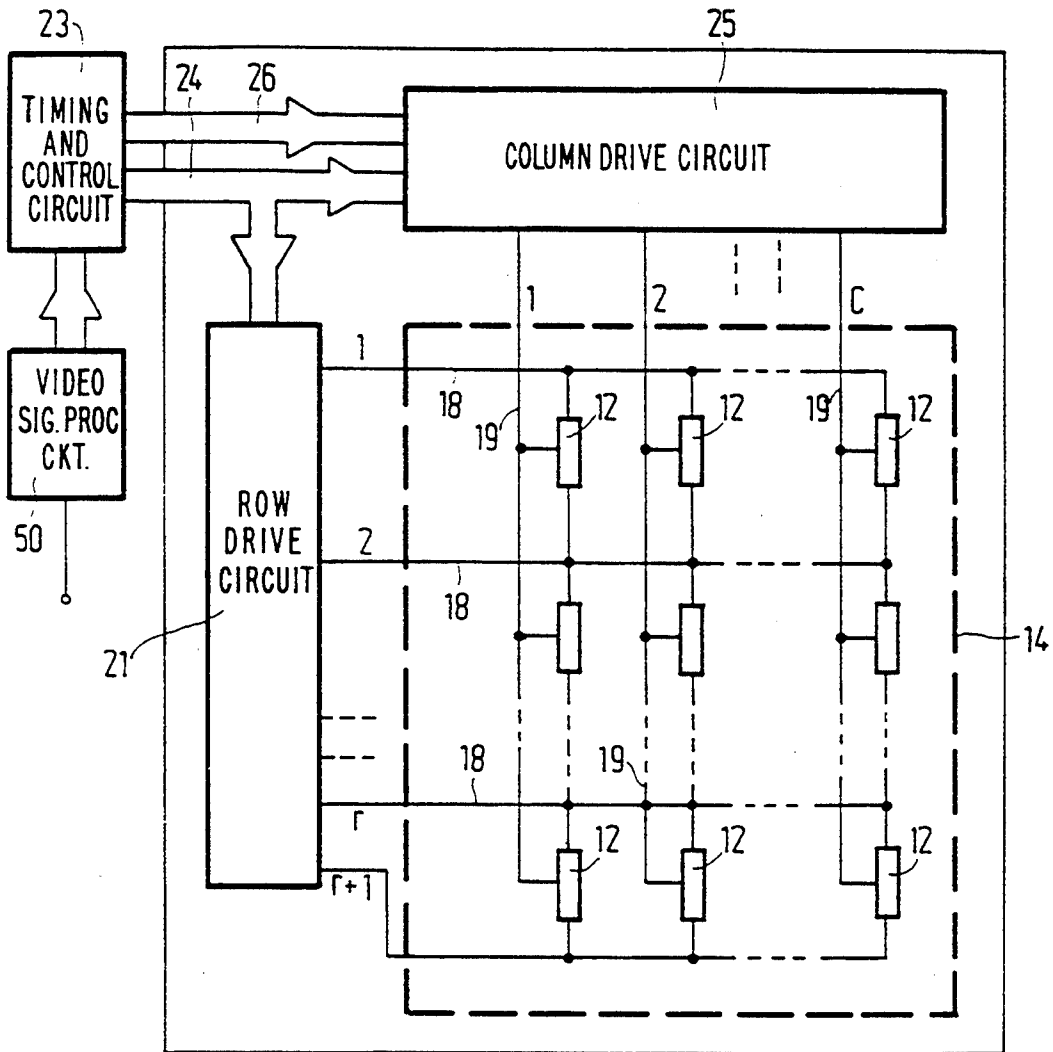 23
25
TIMING
AND
CONTROL
CIRCUIT
24
26
COLUMN DRIVE CIRCUIT
1
2
C
VIDEO
SIG. PROC
CKT.
50
1
18
19
12
12
19
12
ROW
DRIVE
CIRCUIT
2
18
21
14
18
19
r
12
12
12
r+1